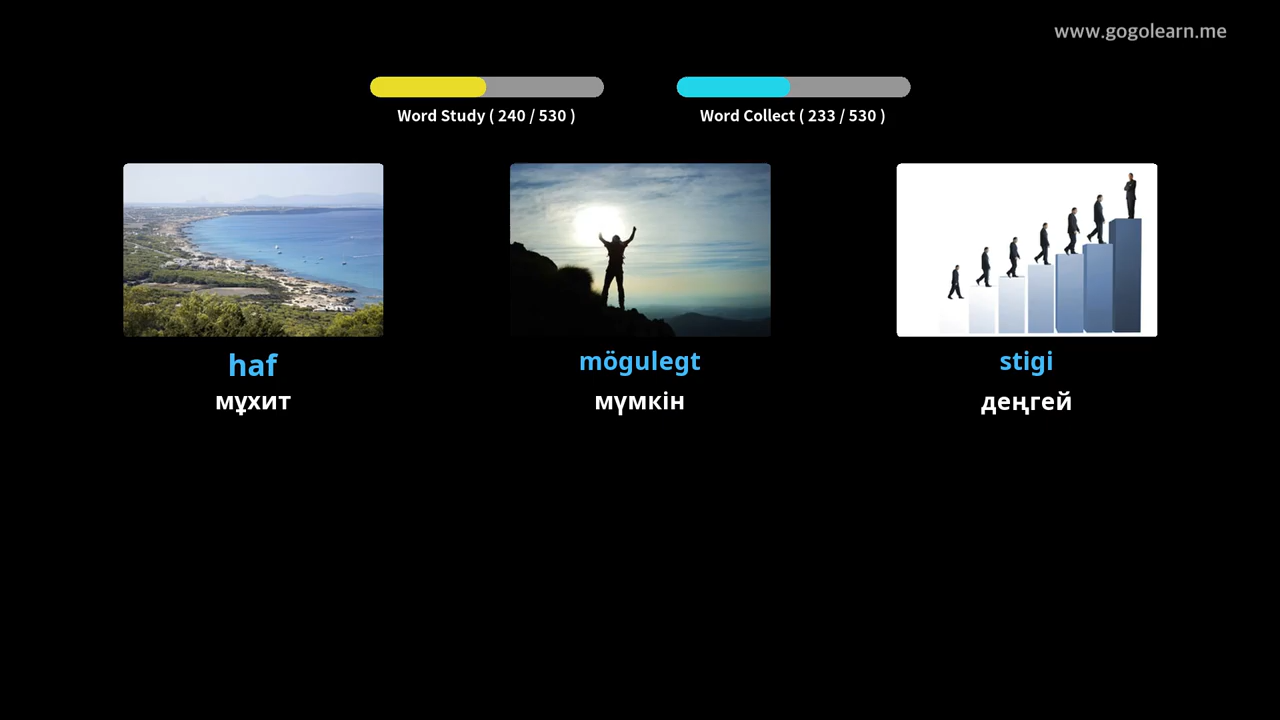 www.gogolearn.me
Word Study ( 240 / 530 )
Word Collect ( 233 / 530 )
haf
мұхит
mögulegt
мүмкін
stigi
деңгей